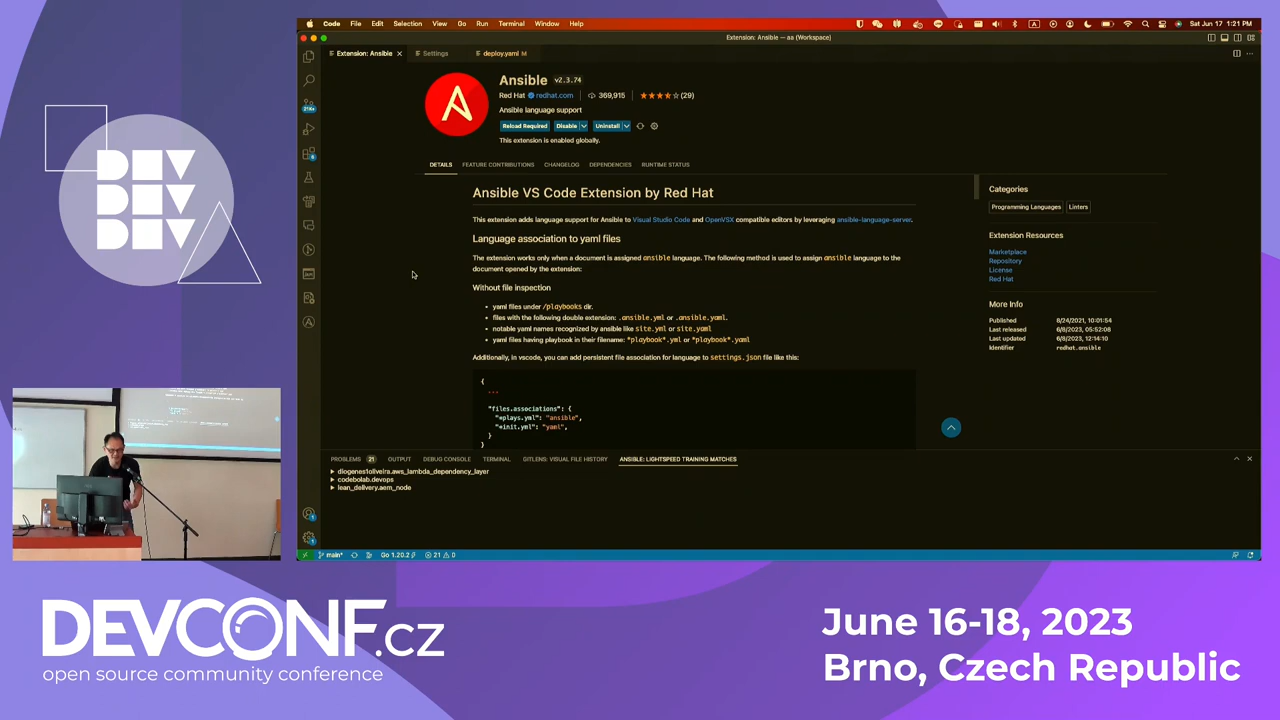 Code File Edit Selection View Go Run Terminal Window Help
Sat Jun 17 1:21 PM
Extension: Ansible — aa (Workspace)
Extension: Ansible
Settings
deploy.yaml M
Ansible v2.3.74
Red Hat redhat.com 369,915 (29)
Ansible language support
Reload Required Disable Uninstall
This extension is enabled globally.
DETAILS FEATURE CONTRIBUTIONS CHANGELOG DEPENDENCIES RUNTIME STATUS
Ansible VS Code Extension by Red Hat
This extension adds language support for Ansible to Visual Studio Code and OpenVSX compatible editors by leveraging ansible-language-server.
Language association to yaml files
The extension works only when a document is assigned ansible language. The following method is used to assign ansible language to the
document opened by the extension:
Without file inspection
• yaml files under /playbooks dir.
• files with the following double extension: .ansible.yml or .ansible.yaml.
• notable yaml names recognized by ansible like site.yml or site.yaml
• yaml files having playbook in their filename: *playbook*.yml or *playbook*.yaml
Additionally, in vscode, you can add persistent file association for language to settings.json file like this:
{
...
"files.associations": {
"*plays.yml": "ansible",
"*init.yml": "yaml",
}
}
Categories
Programming Languages Linters
Extension Resources
Marketplace
Repository
License
Red Hat
More Info
Published 8/24/2021, 10:01:54
Last released 6/8/2023, 05:52:08
Last updated 6/8/2023, 12:14:10
Identifier redhat.ansible
PROBLEMS 21 OUTPUT DEBUG CONSOLE TERMINAL GITLENS: VISUAL FILE HISTORY ANSIBLE: LIGHTSPEED TRAINING MATCHES
diogenes1oliveira.aws_lambda_dependency_layer
codebolab.devops
lean_delivery.aem_node
main* Go 1.20.2 21 0
DEV
DEV
DEV
DEVCONF.cz
open source community conference
June 16-18, 2023
Brno, Czech Republic